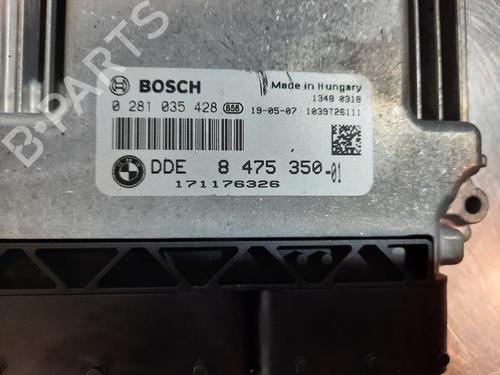 BOSCH
Made in Hungary
1348 0318
0 281 035 428 656 19-05-07 1039T26111
DDE 8 475 350-01
171176326
B-PARTS